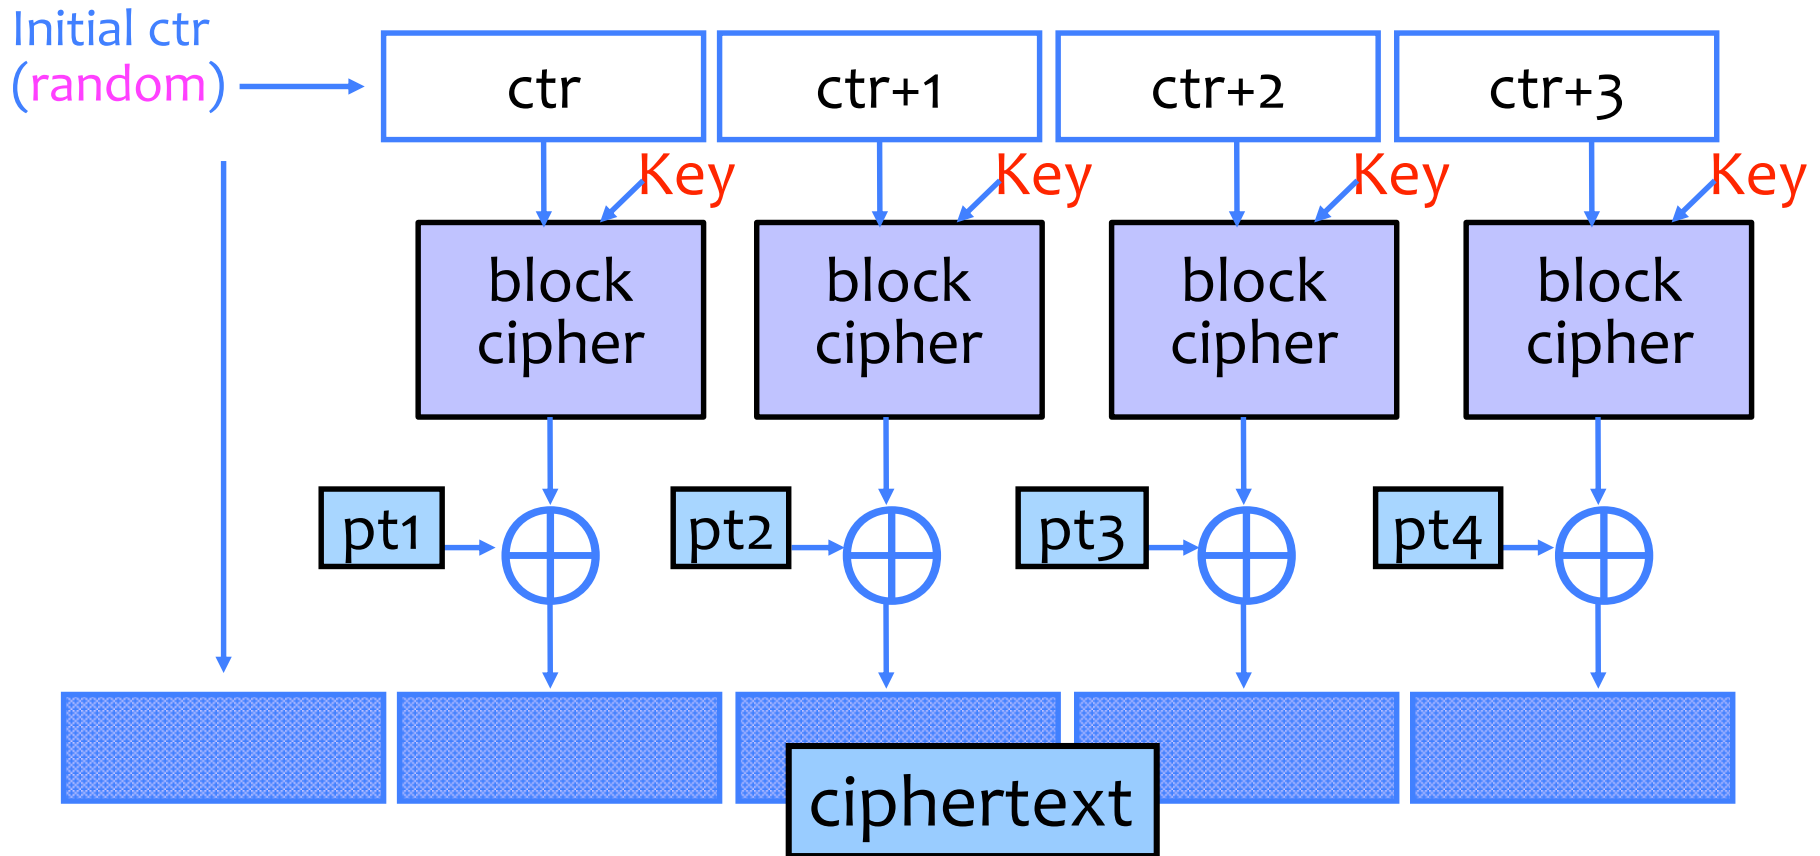 Initial ctr
(random)
ctr
ctr+1
ctr+2
ctr+3
Key
Key
Key
Key
block
cipher
block
cipher
block
cipher
block
cipher
pt1
pt2
pt3
pt4
ciphertext